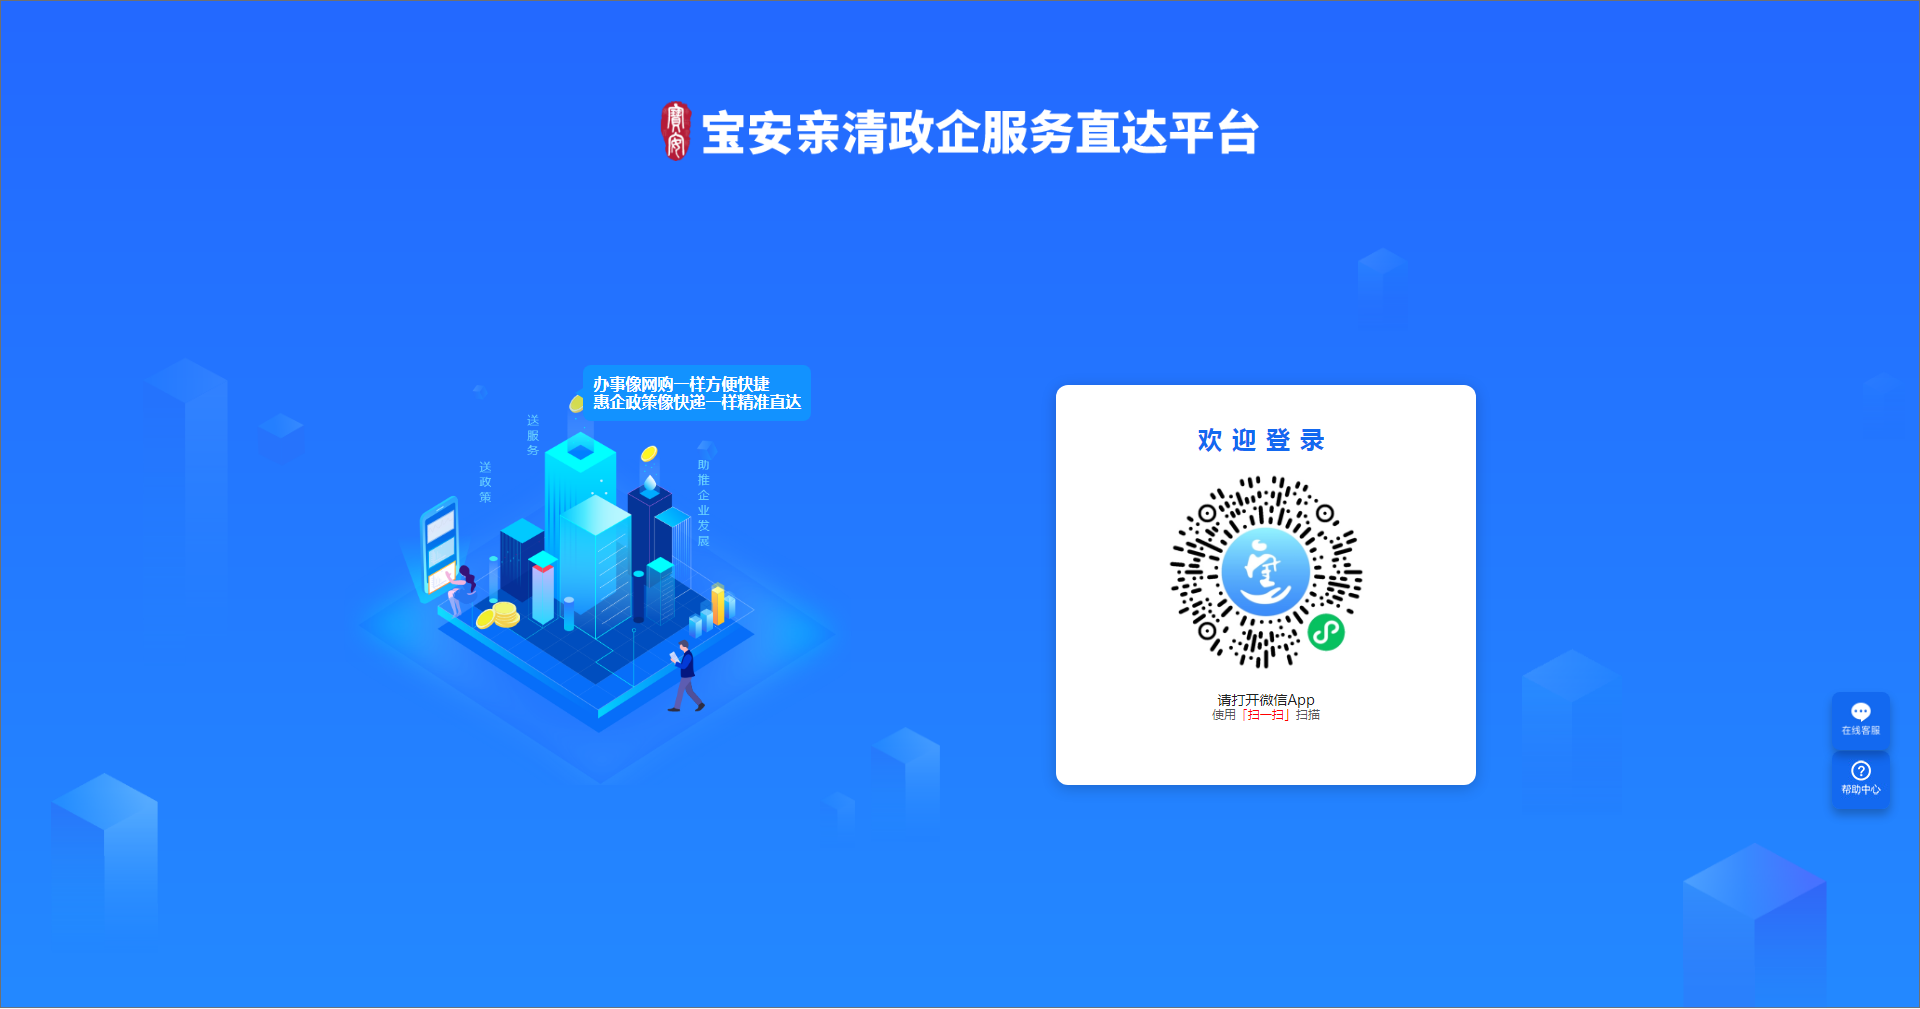 寶安
宝安亲清政企服务直达平台
办事像网购一样方便快捷
惠企政策像快递一样精准直达
送服务
送政策
助推企业发展
欢迎登录
请打开微信App
使用「扫一扫」扫描
在线客服
帮助中心